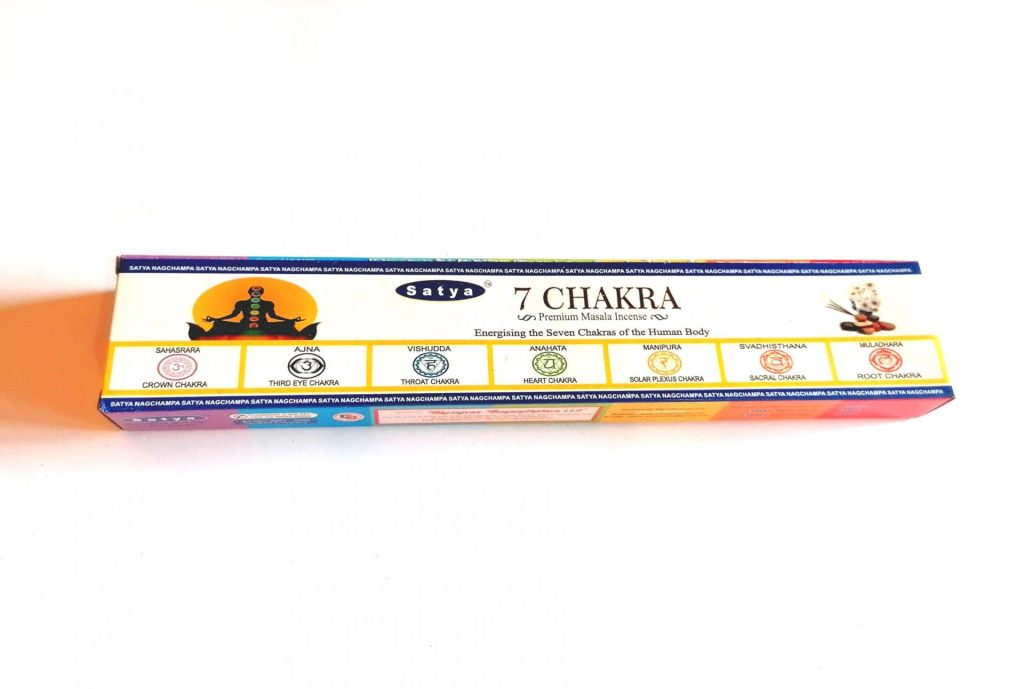 SATYA NAGCHAMPA SATYA NAGCHAMPA SATYA NAGCHAMPA SATYA NAGCHAMPA SATYA NAGCHAMPA SATYA NAGCHAMPA SATYA NAGCHAMPA SATYA NAGCHAMPA SATYA NAGCHAMPA SATYA NAGCHAMPA SATYA NAGCHAMPA SATYA NAGCHAMPA
Satya™
7 CHAKRA
Premium Masala Incense
Energising the Seven Chakras of the Human Body
SAHASRARA
CROWN CHAKRA
AJNA
THIRD EYE CHAKRA
VISHUDDA
THROAT CHAKRA
ANAHATA
HEART CHAKRA
MANIPURA
SOLAR PLEXUS CHAKRA
SVADHISTHANA
SACRAL CHAKRA
MULADHARA
ROOT CHAKRA
SATYA NAGCHAMPA SATYA NAGCHAMPA SATYA NAGCHAMPA SATYA NAGCHAMPA SATYA NAGCHAMPA SATYA NAGCHAMPA SATYA NAGCHAMPA SATYA NAGCHAMPA SATYA NAGCHAMPA SATYA NAGCHAMPA SATYA NAGCHAMPA SATYA NAGCHAMPA
Satya